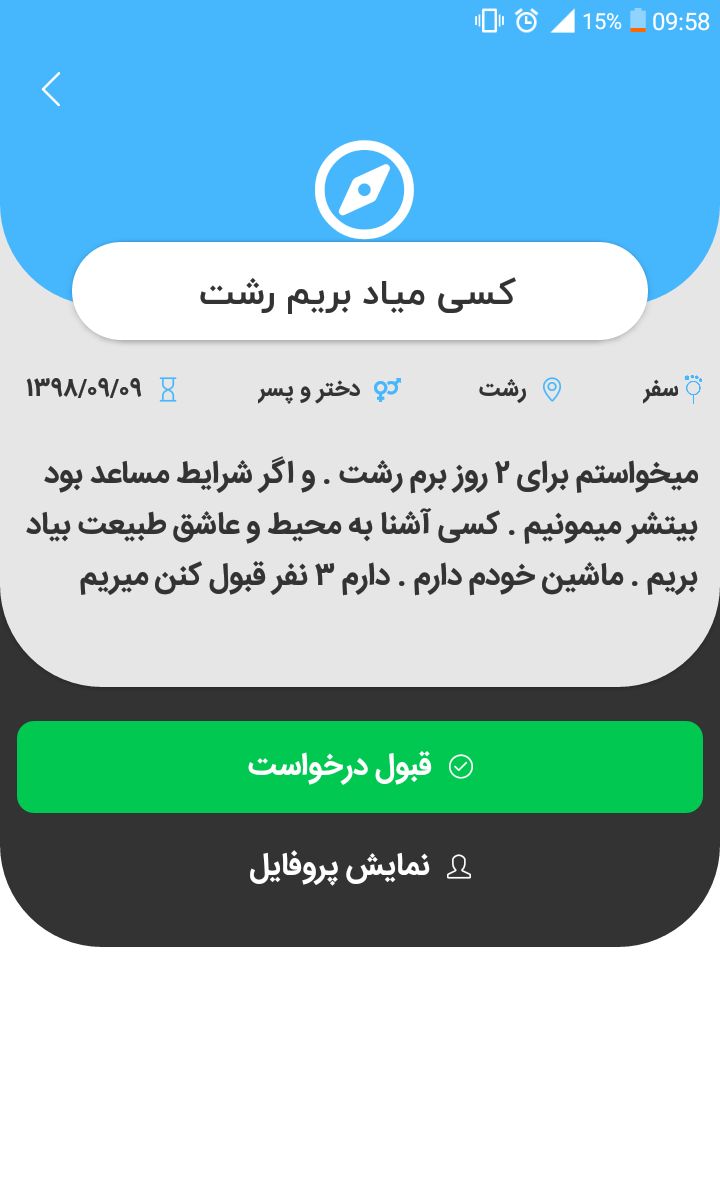 15% 09:58
کسی میاد بریم رشت
سفر رشت دختر و پسر ۱۳۹۸/۰۹/۰۹
میخواستم برای ۲ روز برم رشت . و اگر شرایط مساعد بود
بیتشر میمونیم . کسی آشنا به محیط و عاشق طبیعت بیاد
بریم . ماشین خودم دارم . دارم ۳ نفر قبول کنن میریم
قبول درخواست
نمایش پروفایل